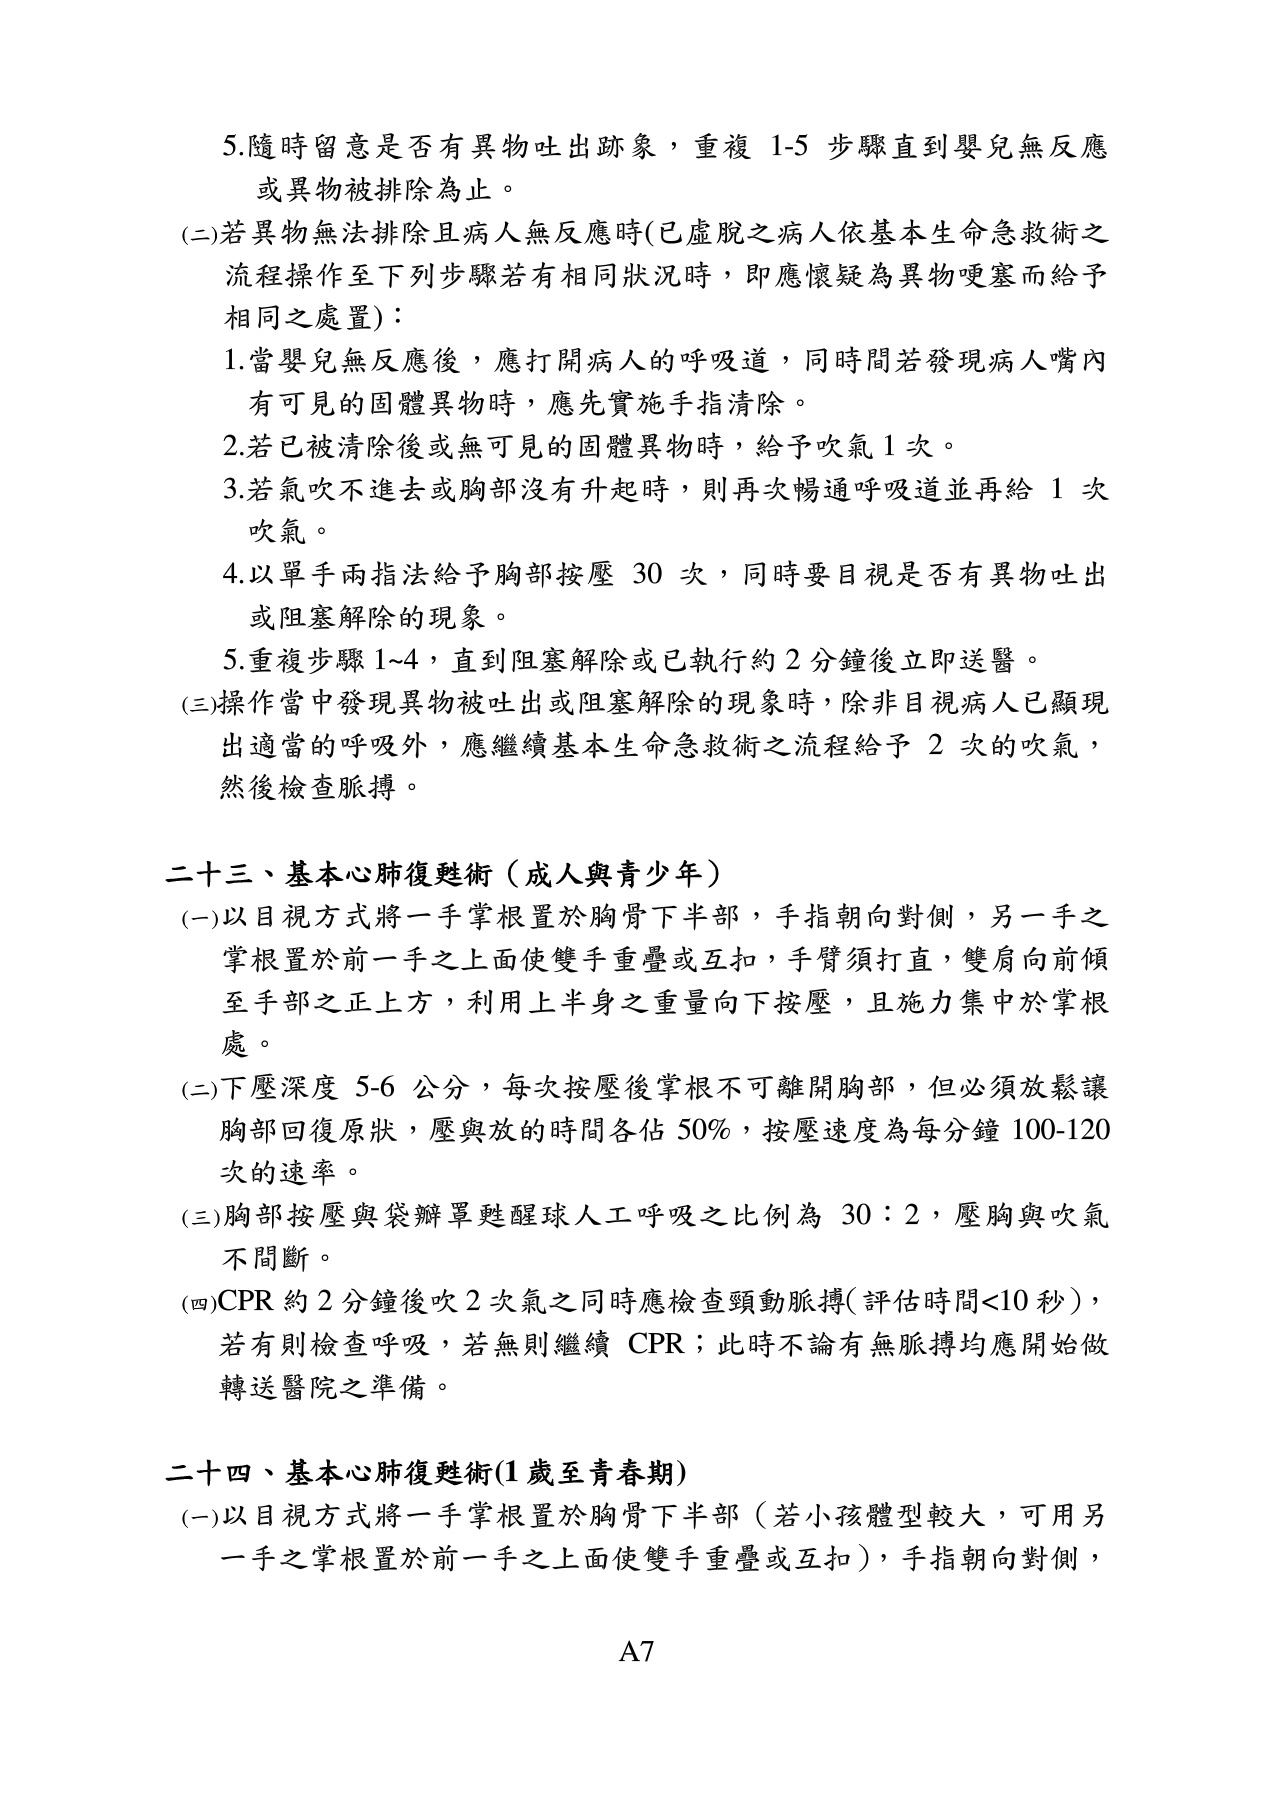 5.隨時留意是否有異物吐出跡象，重複 1-5 步驟直到嬰兒無反應
或異物被排除為止。
(二)若異物無法排除且病人無反應時(已虛脫之病人依基本生命急救術之
流程操作至下列步驟若有相同狀況時，即應懷疑為異物哽塞而給予
相同之處置)：
1.當嬰兒無反應後，應打開病人的呼吸道，同時間若發現病人嘴內
有可見的固體異物時，應先實施手指清除。
2.若已被清除後或無可見的固體異物時，給予吹氣 1 次。
3.若氣吹不進去或胸部沒有升起時，則再次暢通呼吸道並再給 1 次
吹氣。
4.以單手兩指法給予胸部按壓 30 次，同時要目視是否有異物吐出
或阻塞解除的現象。
5.重複步驟 1~4，直到阻塞解除或已執行約 2 分鐘後立即送醫。
(三)操作當中發現異物被吐出或阻塞解除的現象時，除非目視病人已顯現
出適當的呼吸外，應繼續基本生命急救術之流程給予 2 次的吹氣，
然後檢查脈搏。
二十三、基本心肺復甦術（成人與青少年）
(一)以目視方式將一手掌根置於胸骨下半部，手指朝向對側，另一手之
掌根置於前一手之上面使雙手重疊或互扣，手臂須打直，雙肩向前傾
至手部之正上方，利用上半身之重量向下按壓，且施力集中於掌根
處。
(二)下壓深度 5-6 公分，每次按壓後掌根不可離開胸部，但必須放鬆讓
胸部回復原狀，壓與放的時間各佔 50%，按壓速度為每分鐘 100-120
次的速率。
(三)胸部按壓與袋瓣罩甦醒球人工呼吸之比例為 30：2，壓胸與吹氣
不間斷。
(四)CPR 約 2 分鐘後吹 2 次氣之同時應檢查頸動脈搏（評估時間<10 秒），
若有則檢查呼吸，若無則繼續 CPR；此時不論有無脈搏均應開始做
轉送醫院之準備。
二十四、基本心肺復甦術(1 歲至青春期)
(一)以目視方式將一手掌根置於胸骨下半部（若小孩體型較大，可用另
一手之掌根置於前一手之上面使雙手重疊或互扣），手指朝向對側，
A7